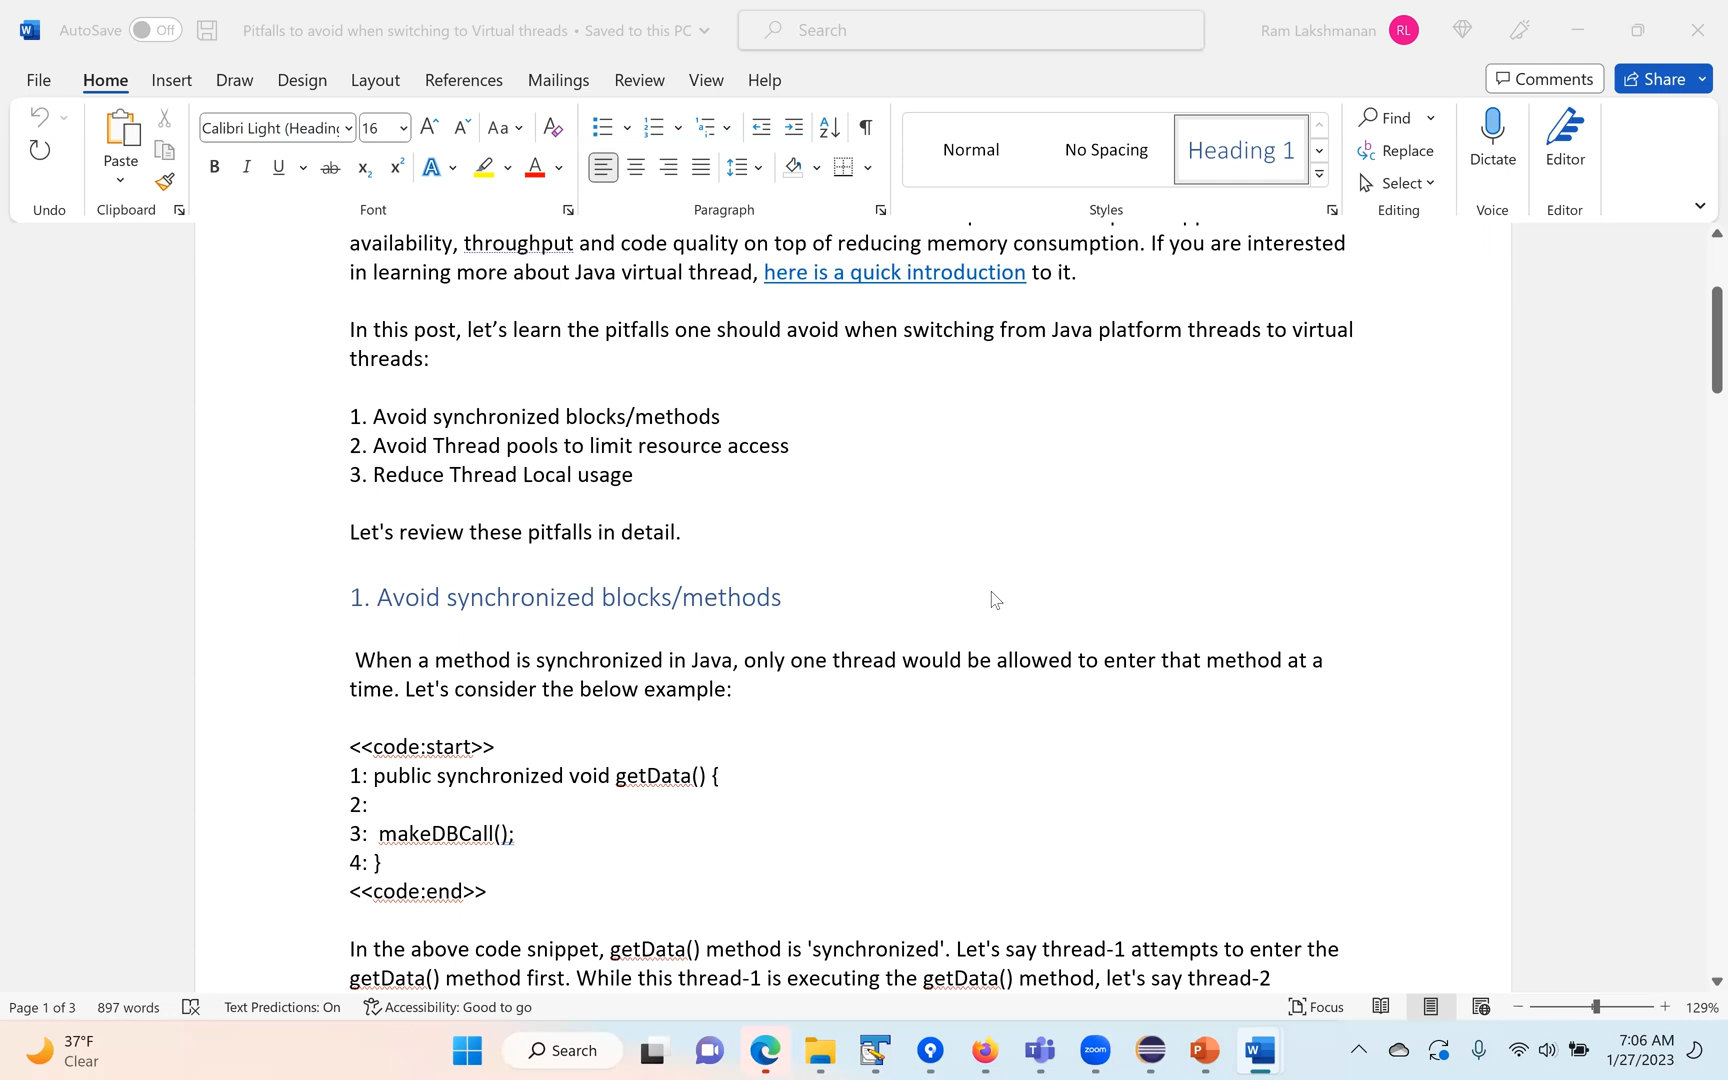 AutoSave Off Pitfalls to avoid when switching to Virtual threads • Saved to this PC Search Ram Lakshmanan RL
File Home Insert Draw Design Layout References Mailings Review View Help Comments Share
Calibri Light (Heading 16 Aa Find
Paste Normal No Spacing Heading 1 Replace Dictate Editor
B I U ab x₂ x² A A Select
Undo Clipboard Font Paragraph Styles Editing Voice Editor
availability, throughput and code quality on top of reducing memory consumption. If you are interested
in learning more about Java virtual thread, here is a quick introduction to it.
In this post, let’s learn the pitfalls one should avoid when switching from Java platform threads to virtual
threads:
1. Avoid synchronized blocks/methods
2. Avoid Thread pools to limit resource access
3. Reduce Thread Local usage
Let's review these pitfalls in detail.
1. Avoid synchronized blocks/methods
When a method is synchronized in Java, only one thread would be allowed to enter that method at a
time. Let's consider the below example:
<<code:start>>
1: public synchronized void getData() {
2:
3:  makeDBCall();
4: }
<<code:end>>
In the above code snippet, getData() method is 'synchronized'. Let's say thread-1 attempts to enter the
getData() method first. While this thread-1 is executing the getData() method, let's say thread-2
Page 1 of 3 897 words Text Predictions: On Accessibility: Good to go Focus 129%
37°F
Clear
Search
zoom
7:06 AM
1/27/2023